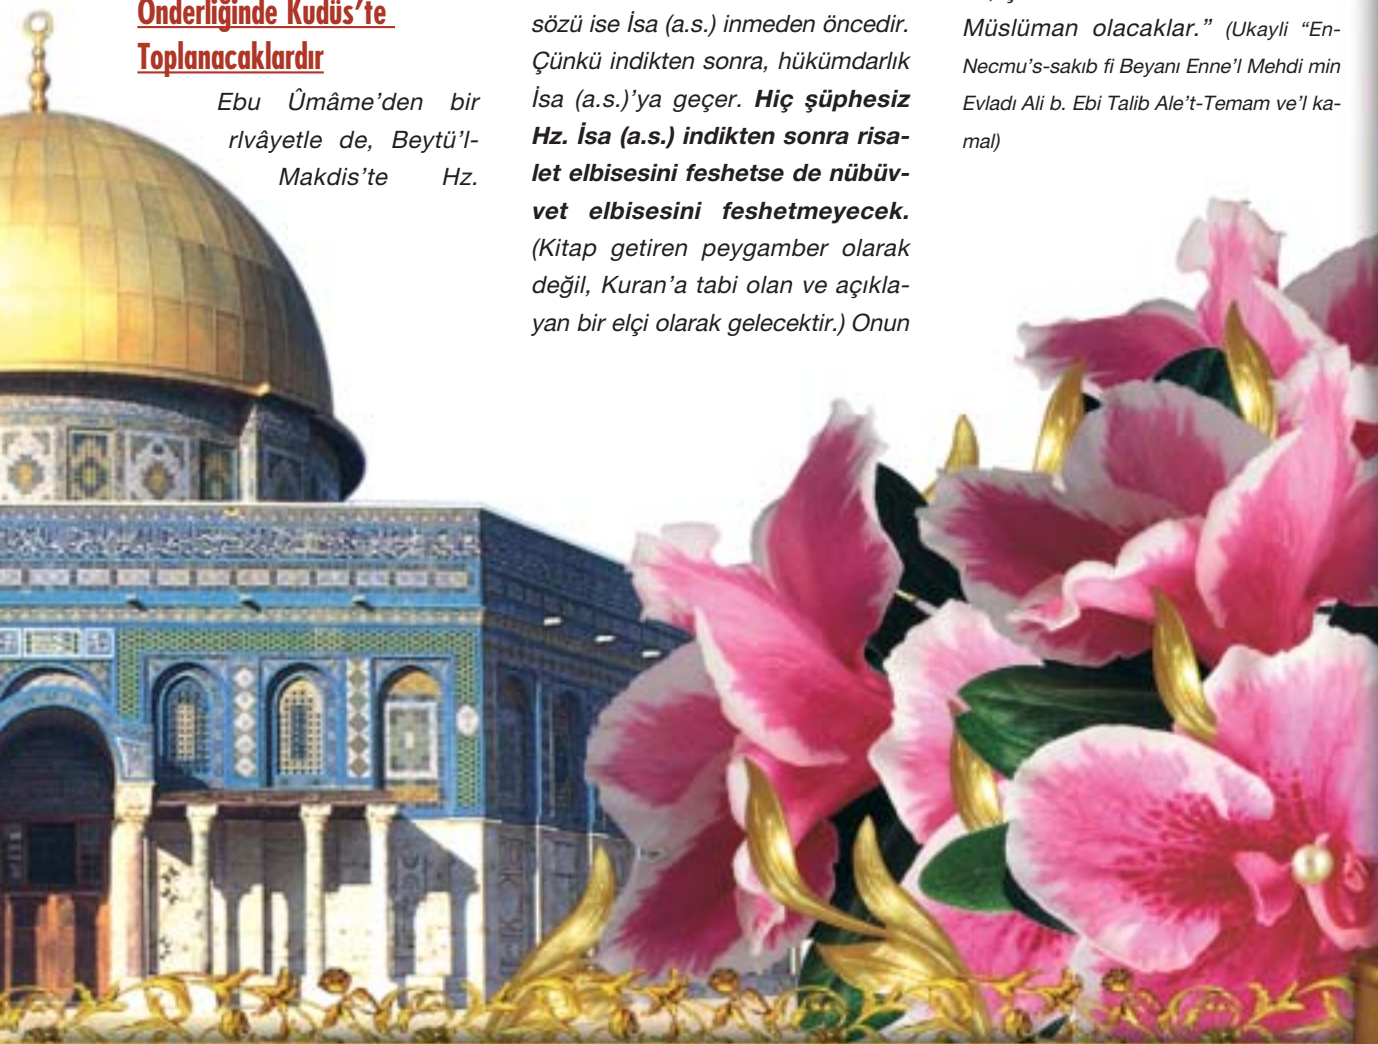 Önderliğinde Kudüs'te
Toplanacaklardır
Ebu Ûmâme'den bir
rlvâyetle de, Beytü'l-
Makdis'te Hz.
sözü ise İsa (a.s.) inmeden öncedir.
Çünkü indikten sonra, hükümdarlık
İsa (a.s.)'ya geçer. Hiç şüphesiz
Hz. İsa (a.s.) indikten sonra risa-
let elbisesini feshetse de nübüv-
vet elbisesini feshetmeyecek.
(Kitap getiren peygamber olarak
değil, Kuran'a tabi olan ve açıkla-
yan bir elçi olarak gelecektir.) Onun
Müslüman olacaklar." (Ukayli "En-
Necmu's-sakıb fi Beyanı Enne'l Mehdi min
Evladı Ali b. Ebi Talib Ale't-Temam ve'l ka-
mal)